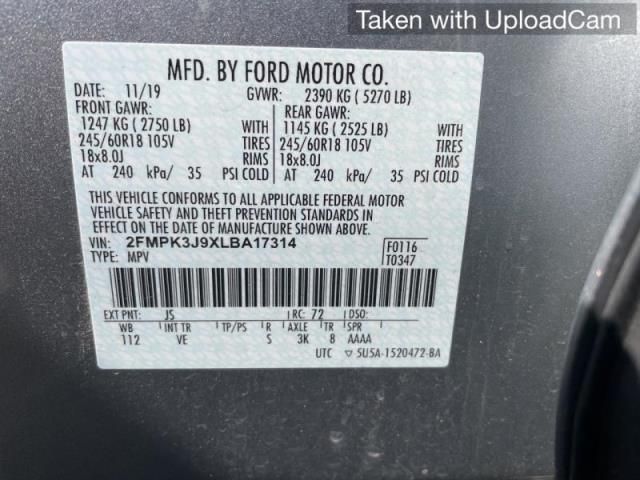 Taken with UploadCam
MFD. BY FORD MOTOR CO.
DATE: 11/19 GVWR: 2390 KG ( 5270 LB)
FRONT GAWR: REAR GAWR:
1247 KG ( 2750 LB) WITH 1145 KG ( 2525 LB) WITH
245/60R18 105V TIRES 245/60R18 105V TIRES
18x8.0J RIMS 18x8.0J RIMS
AT 240 kPa/ 35 PSI COLD AT 240 kPa/ 35 PSI COLD
THIS VEHICLE CONFORMS TO ALL APPLICABLE FEDERAL MOTOR
VEHICLE SAFETY AND THEFT PREVENTION STANDARDS IN
EFFECT ON THE DATE OF MANUFACTURE SHOWN ABOVE.
VIN: 2FMPK3J9XLBA17314 F0116
TYPE: MPV T0347
EXT PNT: JS RC: 72 DSO:
WB INT TR TP/PS R AXLE TR SPR
112 VE S 3K 8 AAAA
UTC ▽ 5U5A-1520472-BA